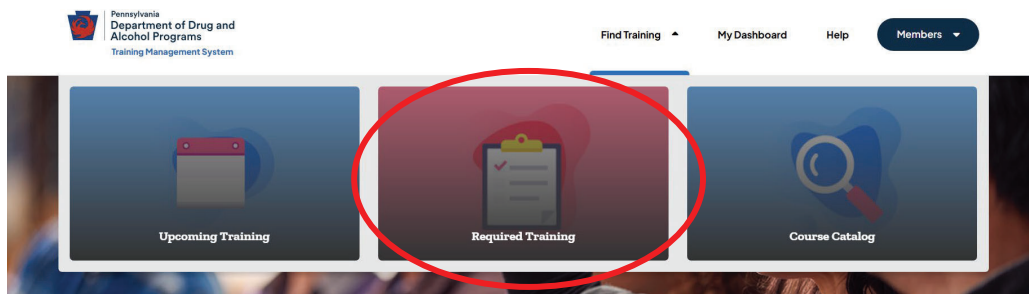 Pennsylvania
Department of Drug and
Alcohol Programs
Training Management System
Find Training
My Dashboard
Help
Members
Upcoming Training
Required Training
Course Catalog